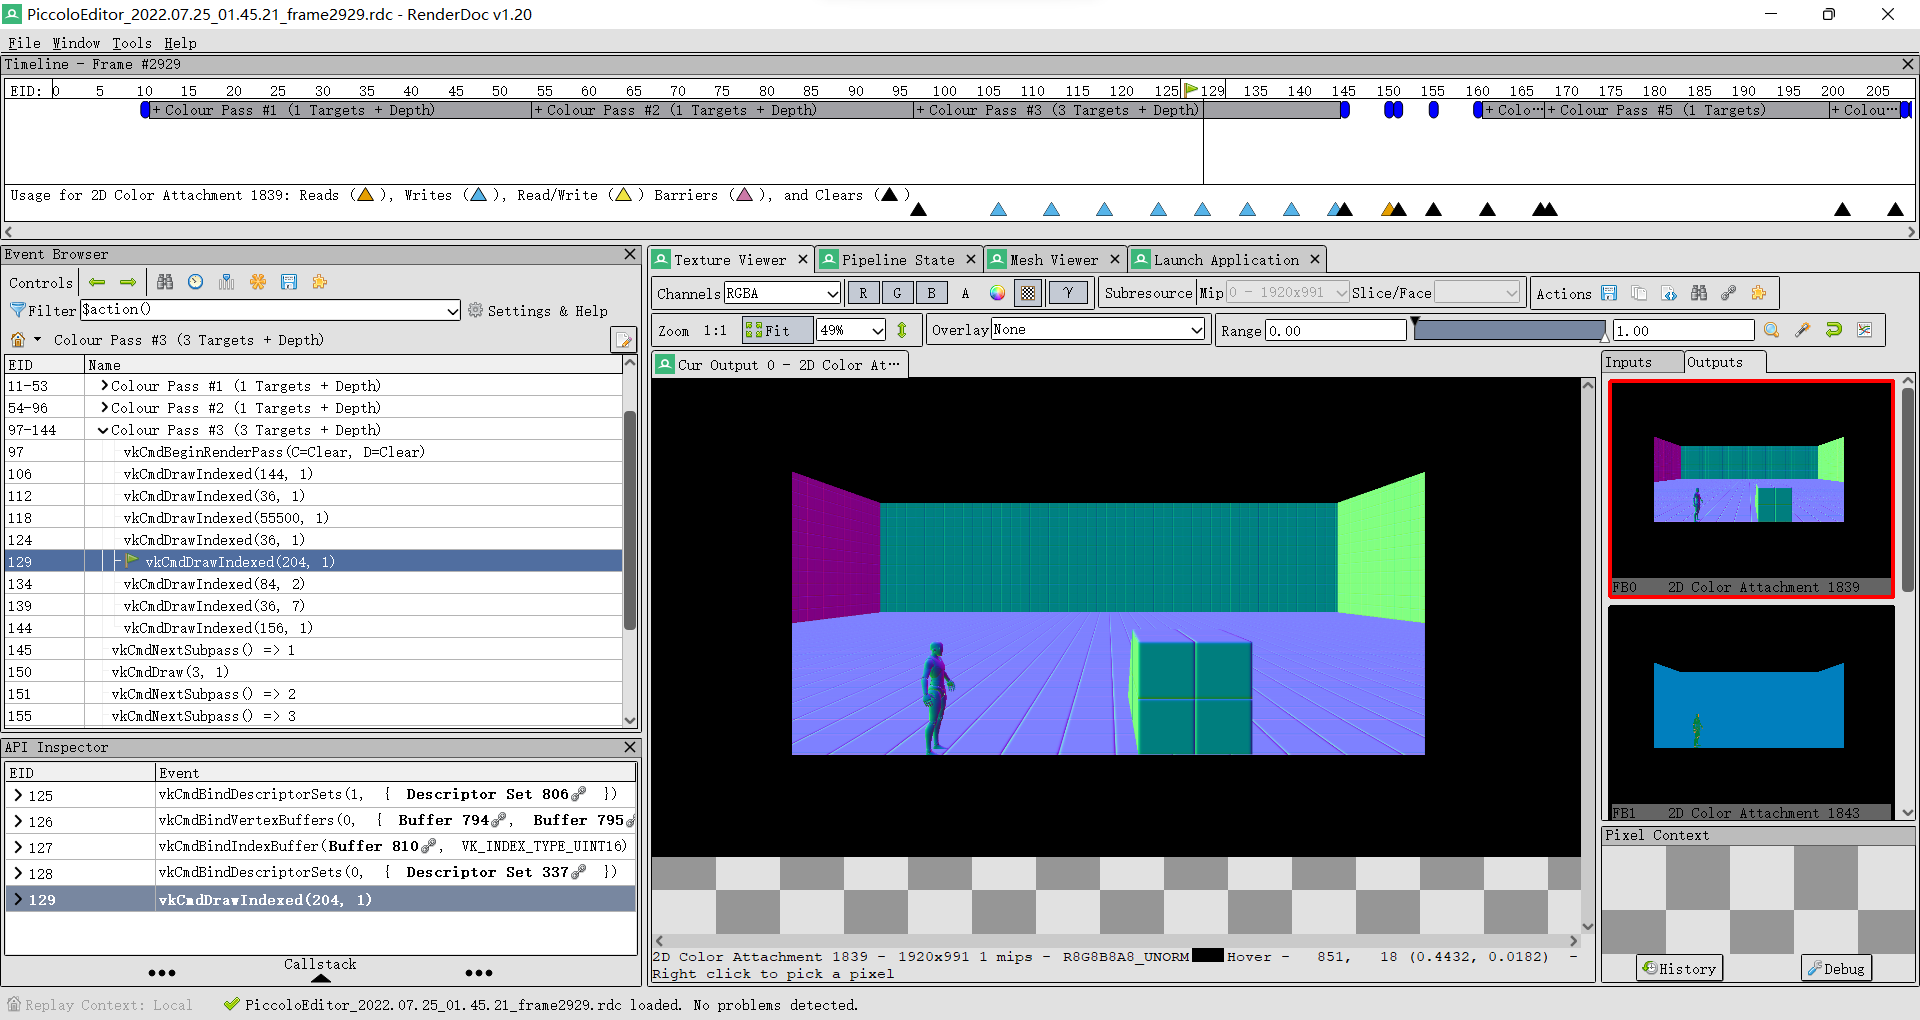 PiccoloEditor_2022.07.25_01.45.21_frame2929.rdc - RenderDoc v1.20
File Window Tools Help
Timeline - Frame #2929
EID: 0 5 10 15 20 25 30 35 40 45 50 55 60 65 70 75 80 85 90 95 100 105 110 115 120 125 129 135 140 145 150 155 160 165 170 175 180 185 190 195 200 205
+ Colour Pass #1 (1 Targets + Depth) + Colour Pass #2 (1 Targets + Depth) + Colour Pass #3 (3 Targets + Depth) + Colo··· + Colour Pass #5 (1 Targets) + Colou···
Usage for 2D Color Attachment 1839: Reads ( ), Writes ( ), Read/Write ( ) Barriers ( ), and Clears ( )
Event Browser
Controls
Filter $action() Settings & Help
Colour Pass #3 (3 Targets + Depth)
EID Name
11-53 Colour Pass #1 (1 Targets + Depth)
54-96 Colour Pass #2 (1 Targets + Depth)
97-144 Colour Pass #3 (3 Targets + Depth)
97 vkCmdBeginRenderPass(C=Clear, D=Clear)
106 vkCmdDrawIndexed(144, 1)
112 vkCmdDrawIndexed(36, 1)
118 vkCmdDrawIndexed(55500, 1)
124 vkCmdDrawIndexed(36, 1)
129 vkCmdDrawIndexed(204, 1)
134 vkCmdDrawIndexed(84, 2)
139 vkCmdDrawIndexed(36, 7)
144 vkCmdDrawIndexed(156, 1)
145 vkCmdNextSubpass() => 1
150 vkCmdDraw(3, 1)
151 vkCmdNextSubpass() => 2
155 vkCmdNextSubpass() => 3
API Inspector
EID Event
125 vkCmdBindDescriptorSets(1, { Descriptor Set 806 })
126 vkCmdBindVertexBuffers(0, { Buffer 794, Buffer 795
127 vkCmdBindIndexBuffer(Buffer 810, VK_INDEX_TYPE_UINT16)
128 vkCmdBindDescriptorSets(0, { Descriptor Set 337 })
129 vkCmdDrawIndexed(204, 1)
Callstack
Texture Viewer Pipeline State Mesh Viewer Launch Application
Channels RGBA R G B A γ Subresource Mip 0 - 1920x991 Slice/Face Actions
Zoom 1:1 Fit 49% Overlay None Range 0.00 1.00
Cur Output 0 - 2D Color At···
Inputs Outputs
FB0 2D Color Attachment 1839
FB1 2D Color Attachment 1843
Pixel Context
History Debug
2D Color Attachment 1839 - 1920x991 1 mips - R8G8B8A8_UNORM Hover - 851, 18 (0.4432, 0.0182) -
Right click to pick a pixel
Replay Context: Local PiccoloEditor_2022.07.25_01.45.21_frame2929.rdc loaded. No problems detected.